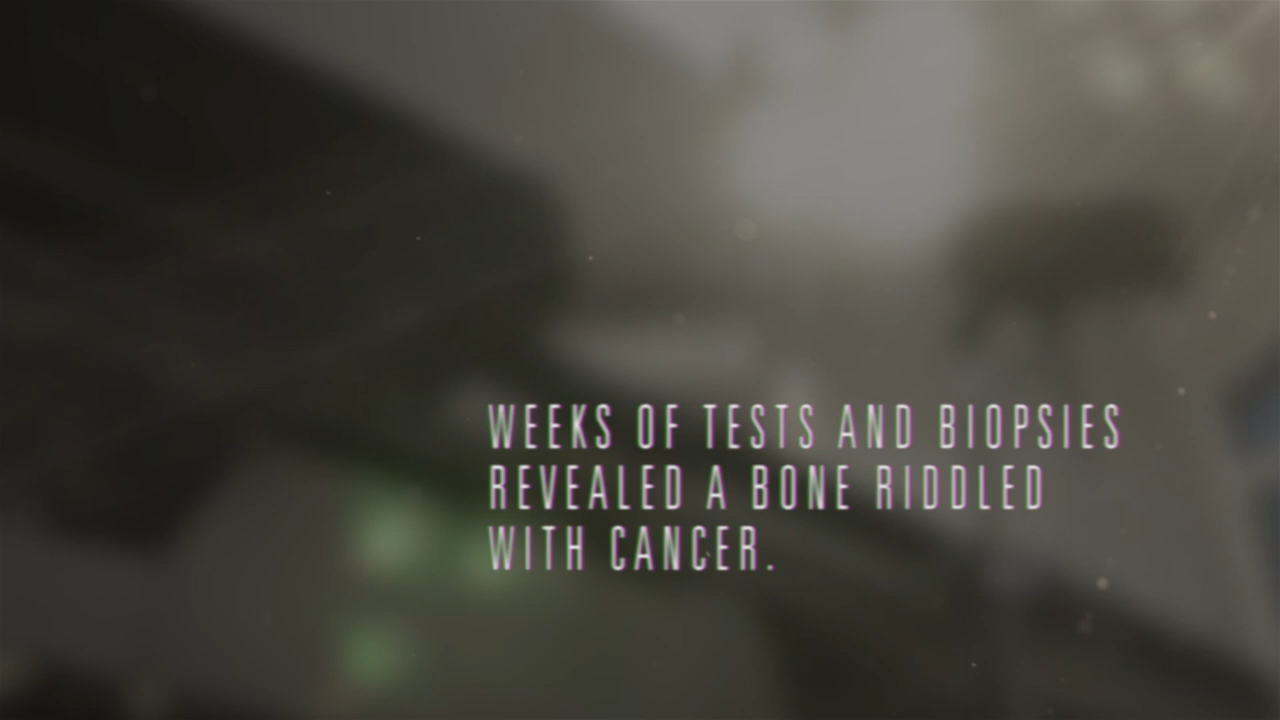 WEEKS OF TESTS AND BIOPSIES
REVEALED A BONE RIDDLED
WITH CANCER.